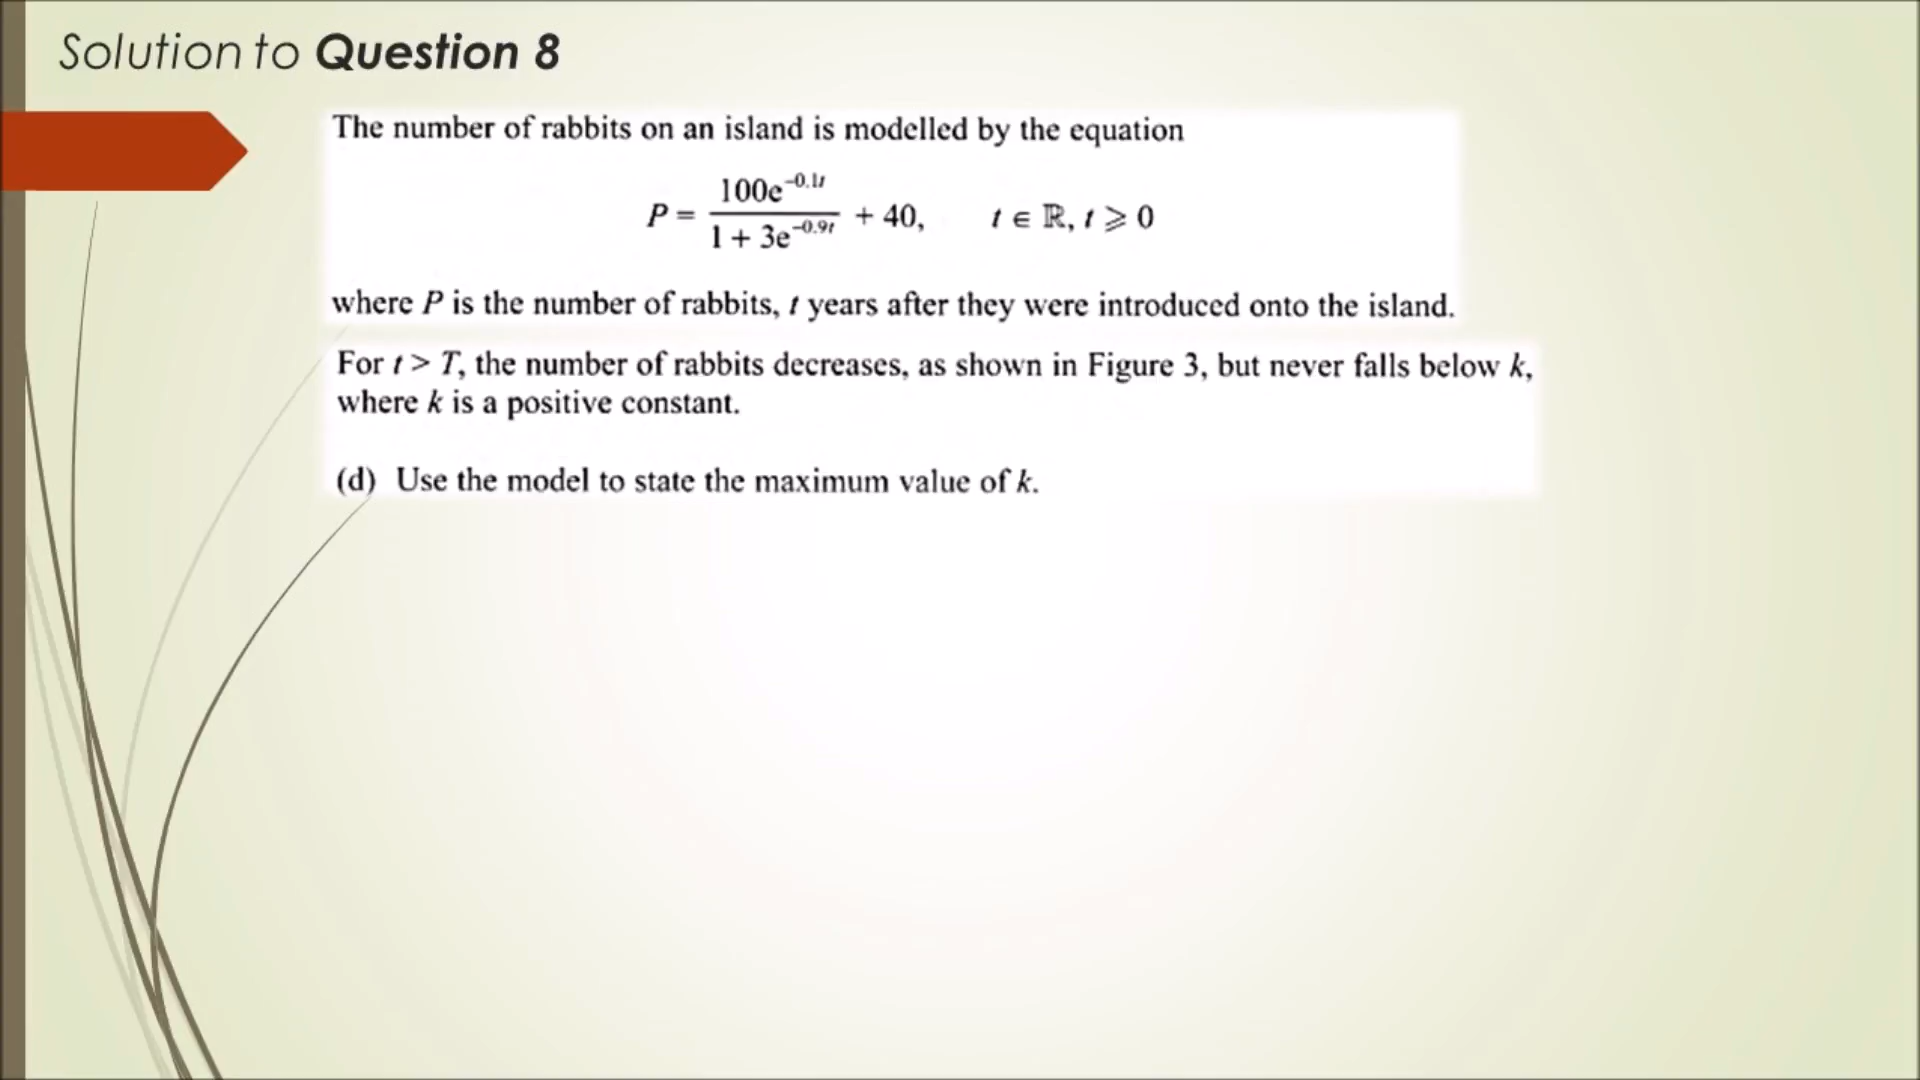 Solution to Question 8
The number of rabbits on an island is modelled by the equation
P = \frac{100e^{-0.1t}}{1 + 3e^{-0.9t}} + 40,   t ∈ ℝ, t ⩾ 0
where P is the number of rabbits, t years after they were introduced onto the island.
For t > T, the number of rabbits decreases, as shown in Figure 3, but never falls below k,
where k is a positive constant.
(d) Use the model to state the maximum value of k.